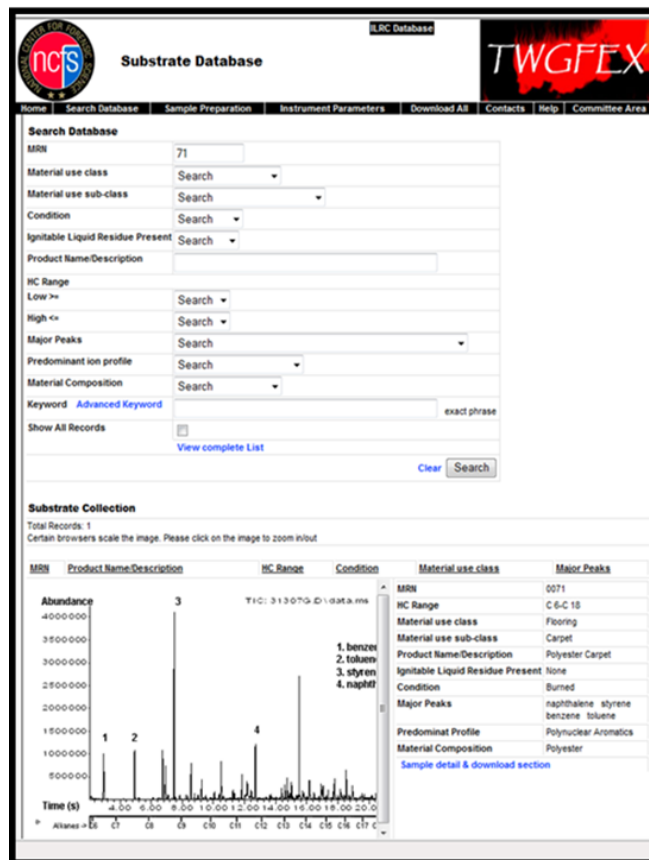 ILRC Database
NATIONAL CENTER FOR FORENSIC SCIENCE
ncfs
Substrate Database
TWGFEX
Home Search Database Sample Preparation Instrument Parameters Download All Contacts Help Committee Area
Search Database
MRN 71
Material use class Search
Material use sub-class Search
Condition Search
Ignitable Liquid Residue Present Search
Product Name/Description
HC Range
Low >= Search
High <= Search
Major Peaks Search
Predominant ion profile Search
Material Composition Search
Keyword Advanced Keyword exact phrase
Show All Records
View complete List
Clear Search
Substrate Collection
Total Records: 1
Certain browsers scale the image. Please click on the image to zoom in/out
MRN Product Name/Description HC Range Condition Material use class Major Peaks
Abundance 3 TIC: 31307G.D\data.ms
4000000
3500000
3000000
2500000
2000000
1500000
1000000
500000
1. benze
2. toluen
3. styren
4. naphth
1 2 4
Time (s) 4.00 6.00 8.00 10.00 12.00 14.00 16.00 18.00 20.00
Alkanes -> C6 C7 C8 C9 C10 C11 C12 C13 C14 C15 C16 C17 C
MRN 0071
HC Range C 6-C 18
Material use class Flooring
Material use sub-class Carpet
Product Name/Description Polyester Carpet
Ignitable Liquid Residue Present None
Condition Burned
Major Peaks naphthalene styrene
benzene toluene
Predominat Profile Polynuclear Aromatics
Material Composition Polyester
Sample detail & download section